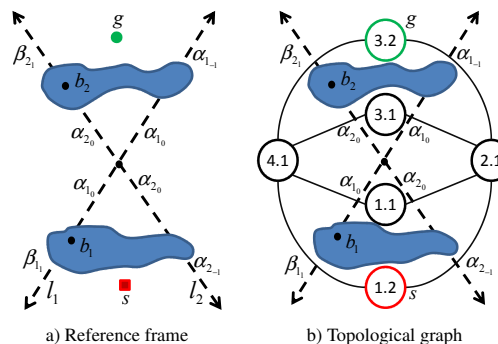 g
β₂₁
α₁₋₁
b₂
α₂₀ α₁₀
α₁₀ α₂₀
b₁
β₁₁
α₂₋₁
l₁ s l₂
a) Reference frame
g
3.2
β₂₁
α₁₋₁
b₂
3.1
α₂₀ α₁₀
4.1 2.1
α₁₀ α₂₀
1.1
b₁
β₁₁
α₂₋₁
1.2 s
b) Topological graph